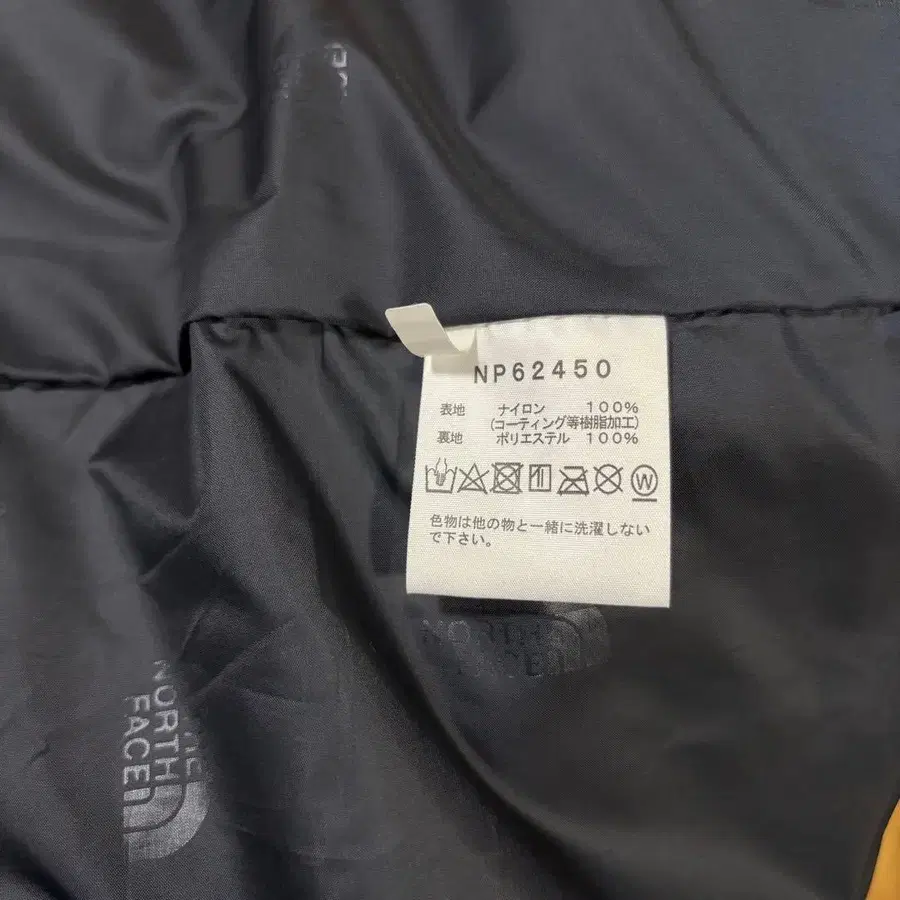 NP62450
表地 ナイロン 100%
(コーティング等樹脂加工)
裏地 ポリエステル 100%
W
色物は他の物と一緒に洗濯しない
で下さい。
NORTH
FACE
NORTH
FACE